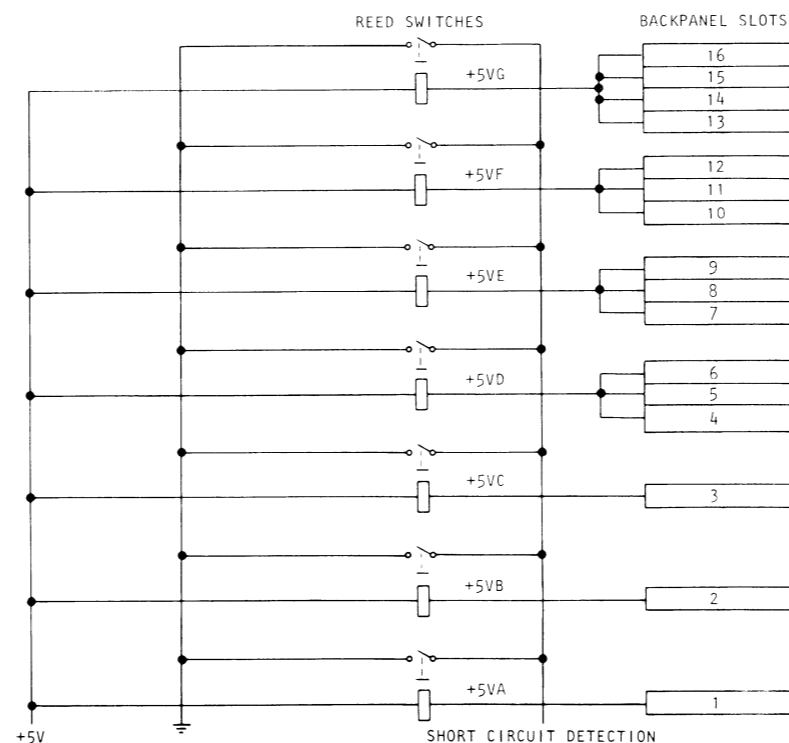 REED SWITCHES
BACKPANEL SLOTS
+5VG
16
15
14
13
+5VF
12
11
10
+5VE
9
8
7
+5VD
6
5
4
+5VC
3
+5VB
2
+5VA
1
+5V
SHORT CIRCUIT DETECTION